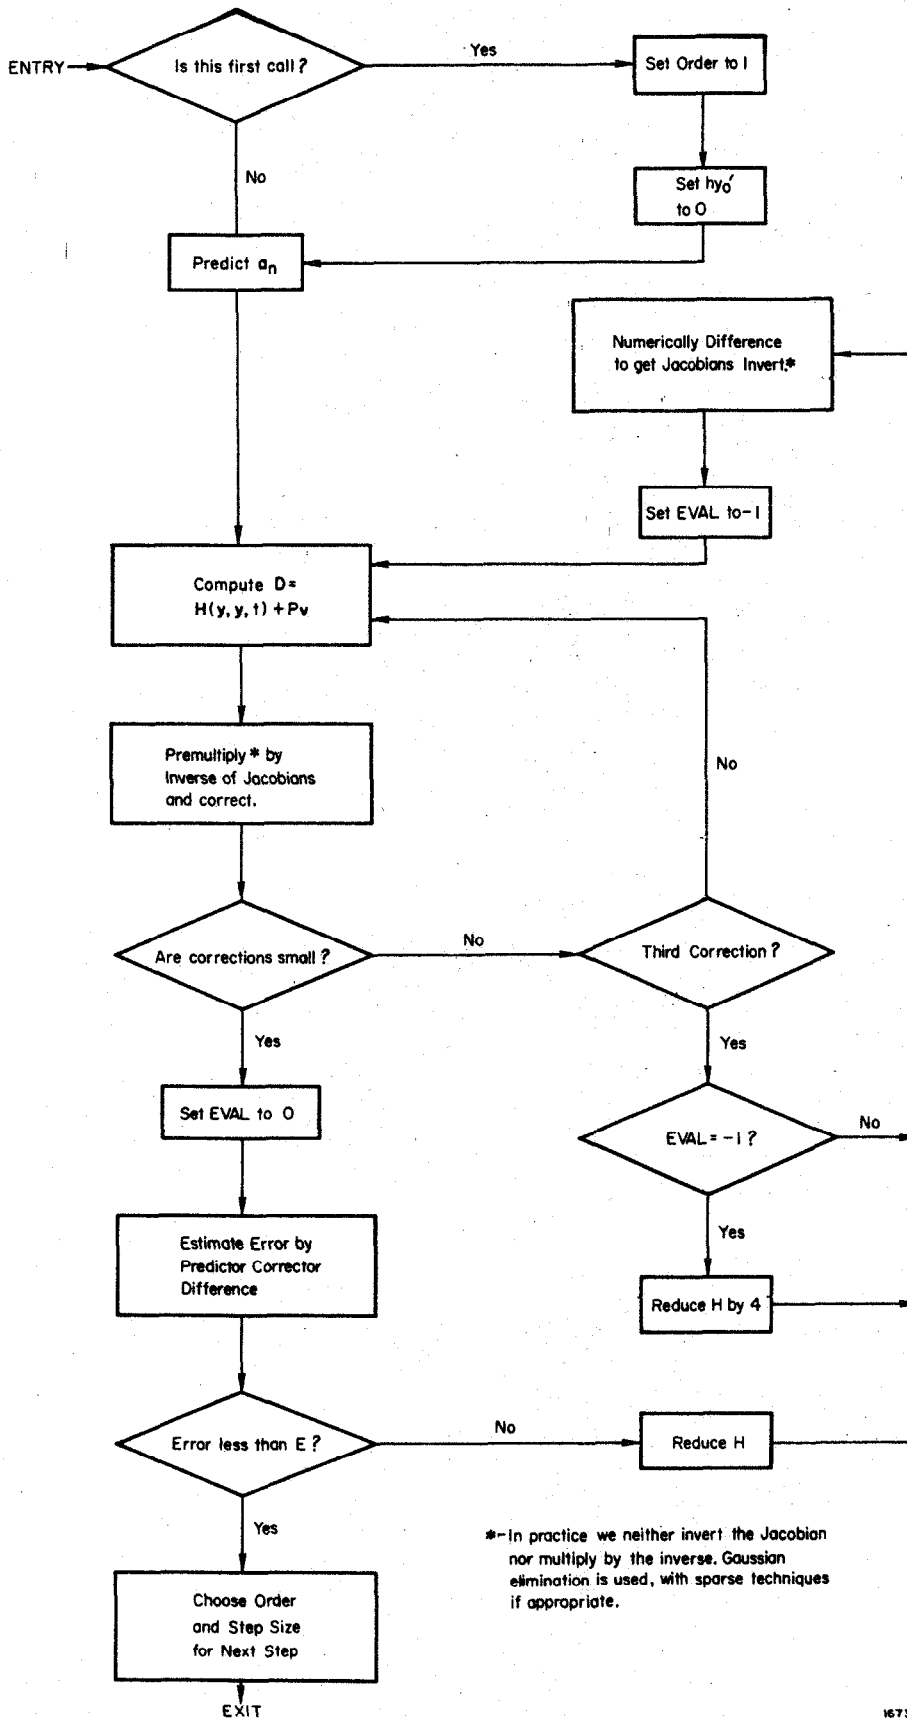 ENTRY
Is this first call?
Yes
Set Order to 1
No
Set hy₀′
to 0
Predict aₙ
Numerically Difference
to get Jacobians Invert.*
Set EVAL to -1
Compute D =
H(y, y, t) + Pv
Premultiply * by
Inverse of Jacobians
and correct.
No
Are corrections small?
No
Third Correction?
Yes
Yes
Set EVAL to 0
EVAL = -1?
No
Estimate Error by
Predictor Corrector
Difference
Yes
Reduce H by 4
Error less than E?
No
Reduce H
Yes
*-In practice we neither invert the Jacobian
nor multiply by the inverse. Gaussian
elimination is used, with sparse techniques
if appropriate.
Choose Order
and Step Size
for Next Step
EXIT